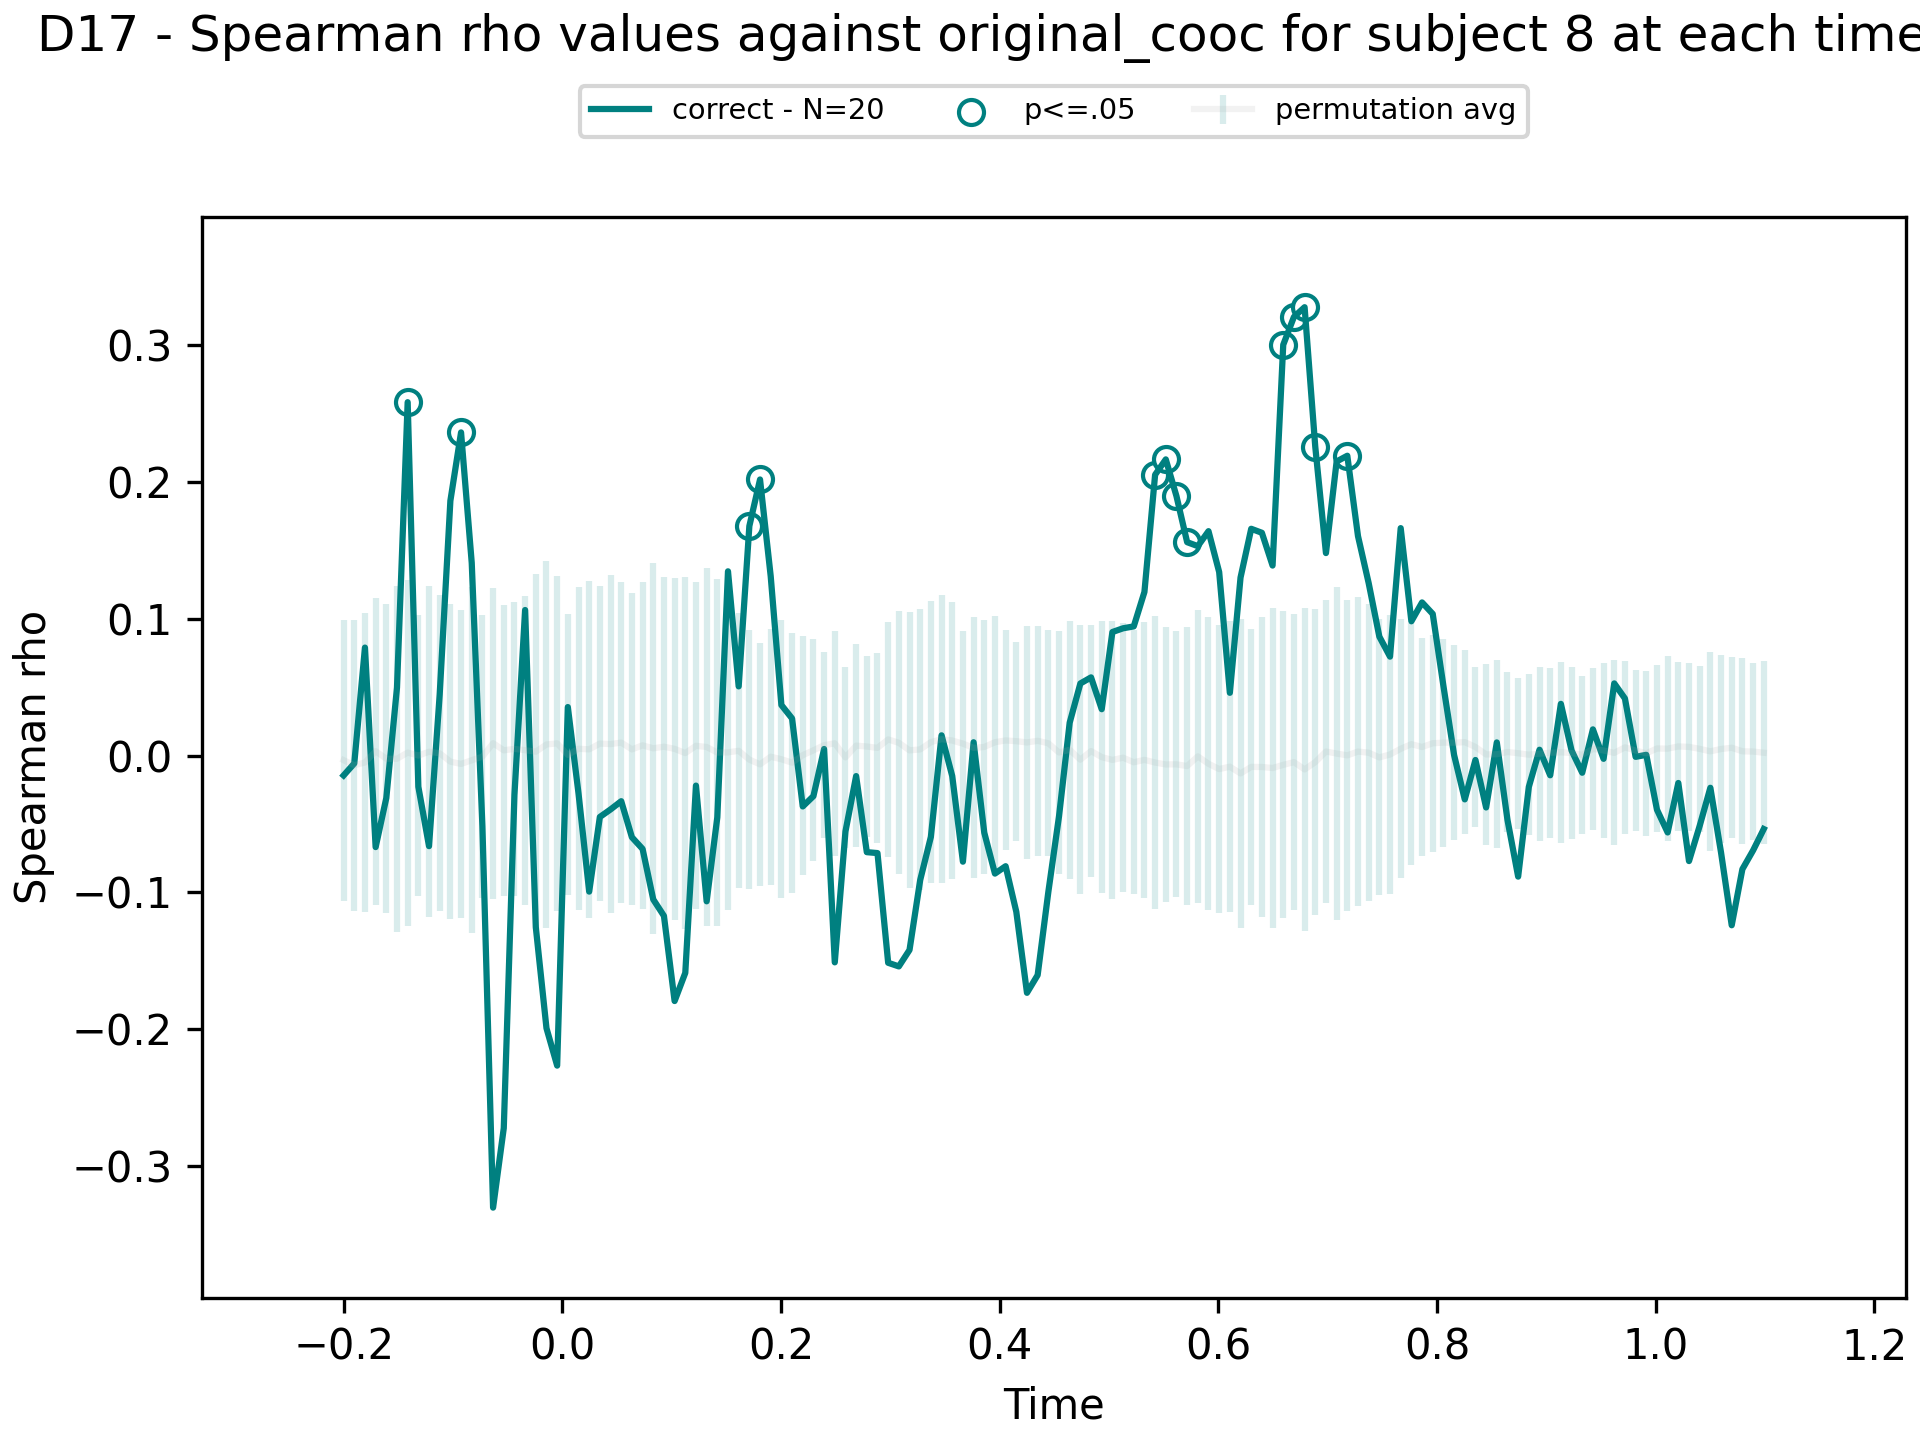 D17 - Spearman rho values against original_cooc for subject 8 at each time
correct - N=20 p<=.05 permutation avg
Spearman rho
0.3
0.2
0.1
0.0
−0.1
−0.2
−0.3
−0.2 0.0 0.2 0.4 0.6 0.8 1.0 1.2
Time